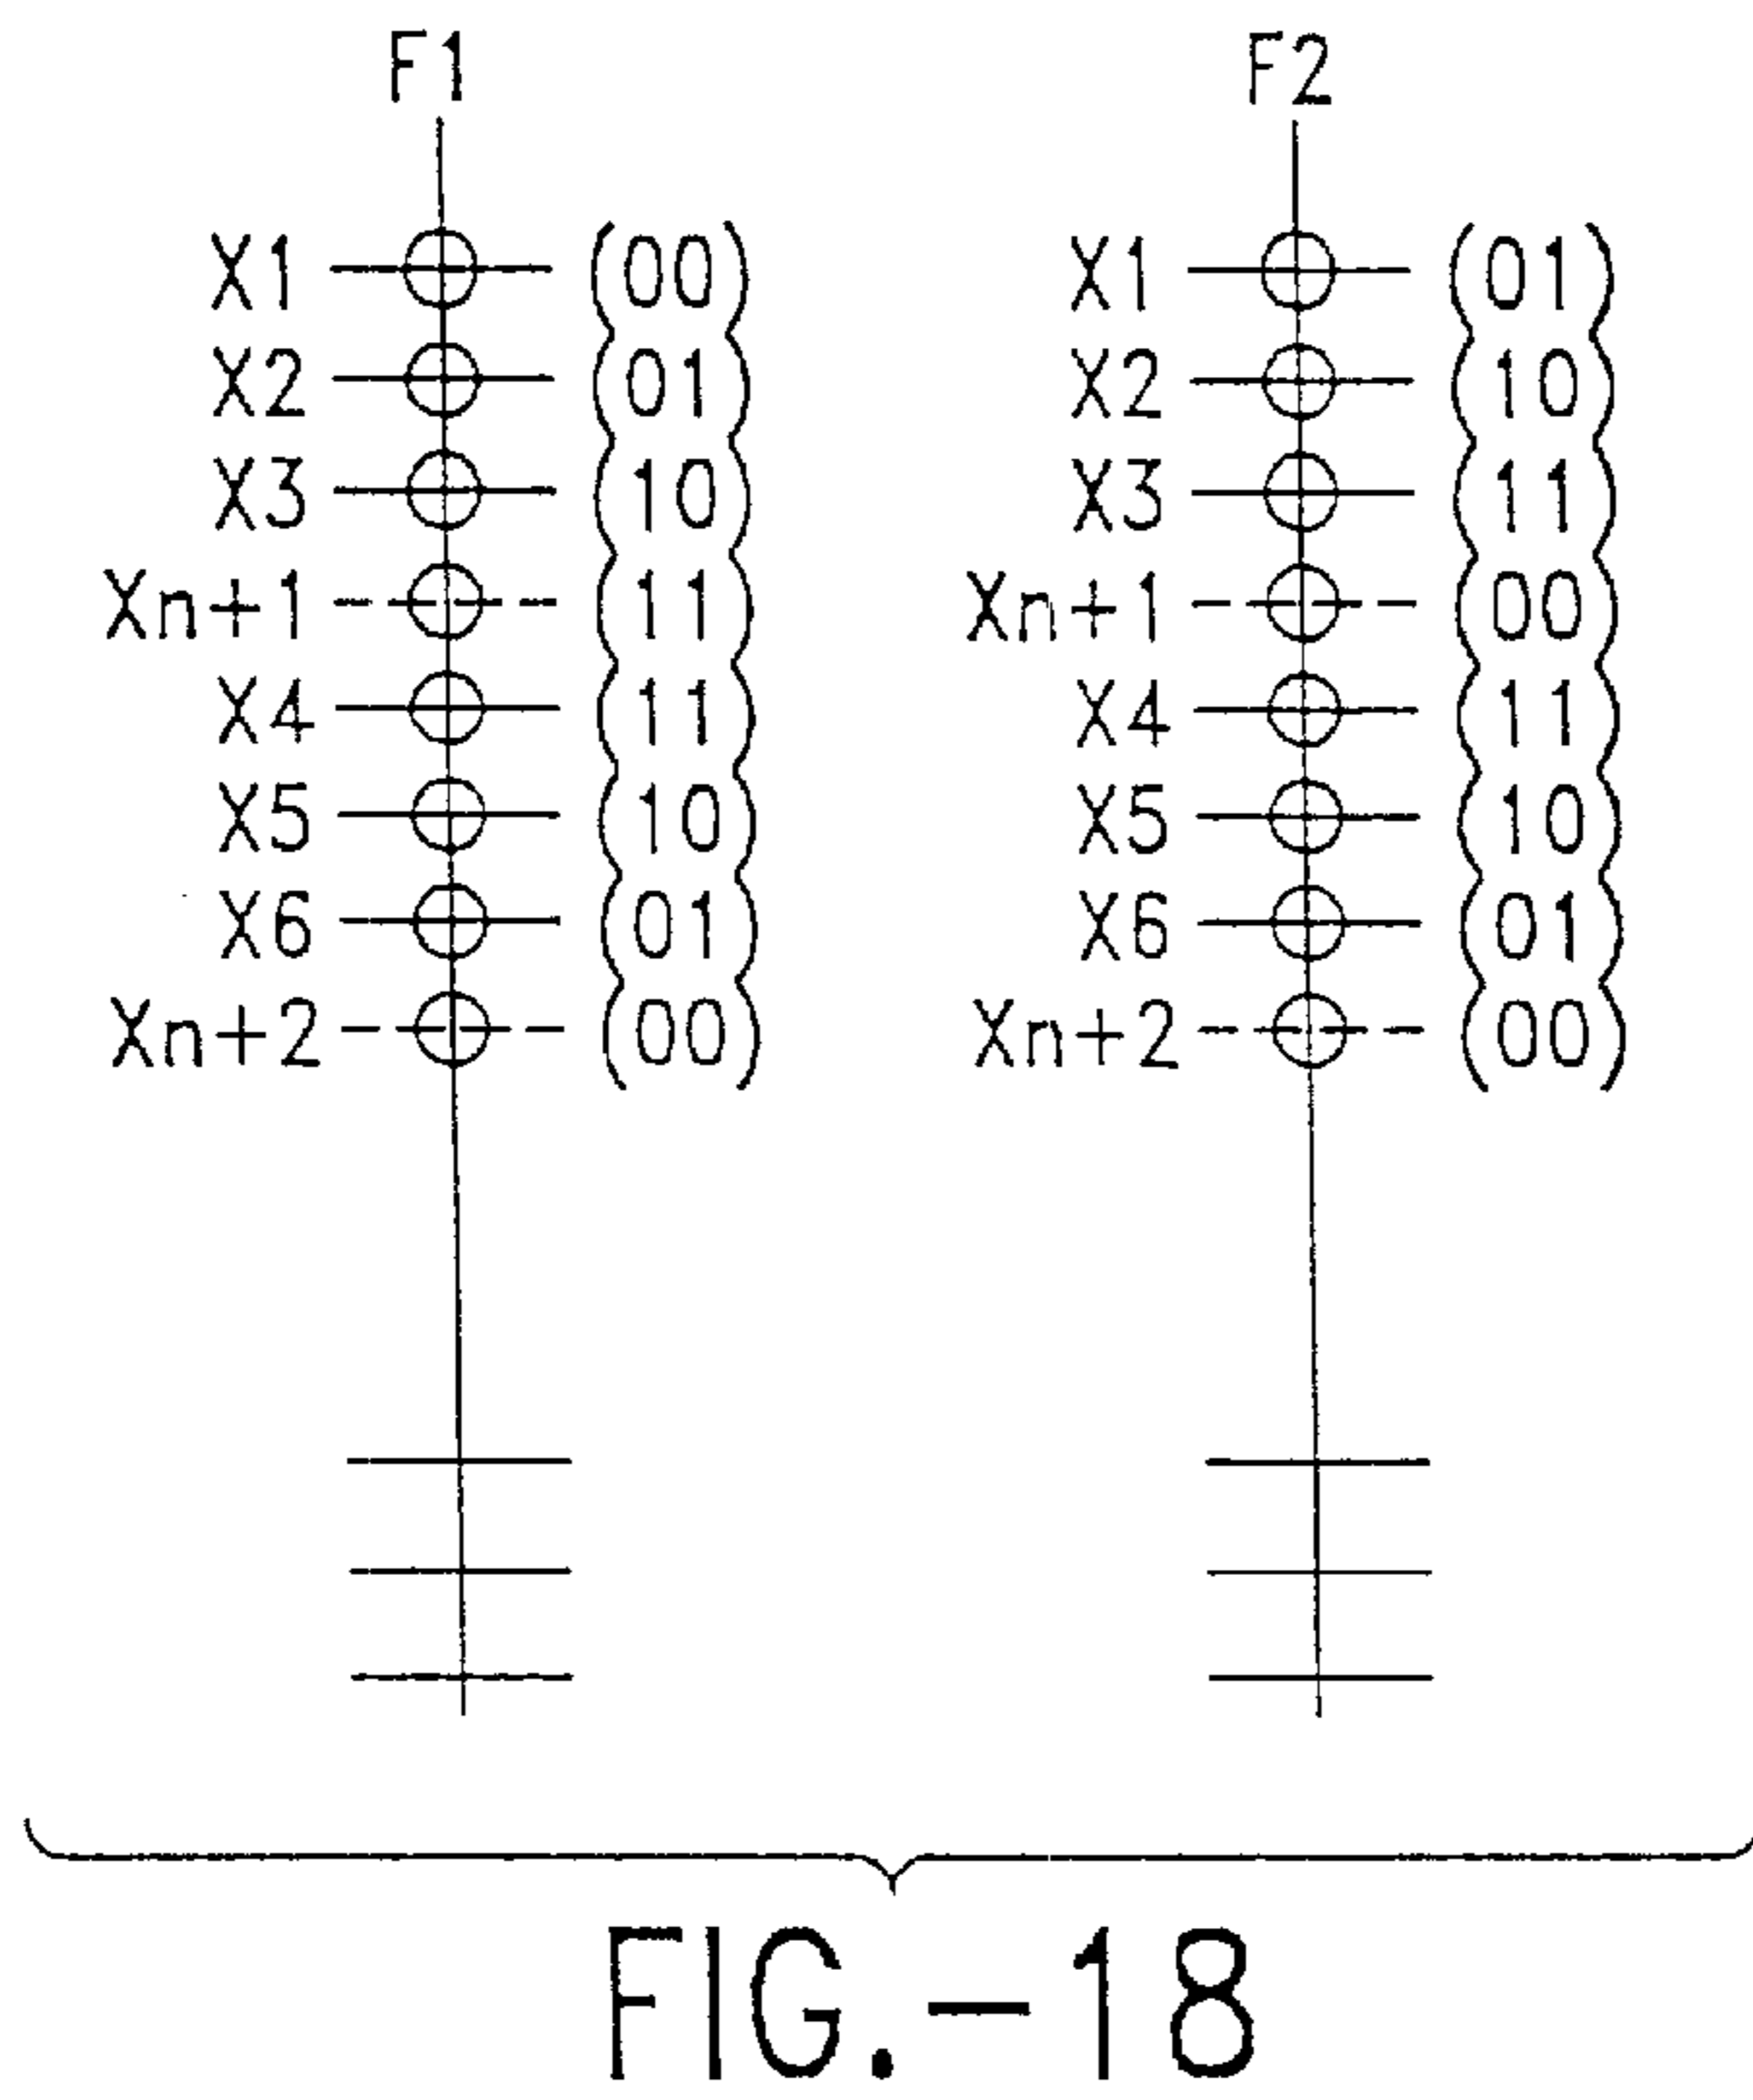 F1 F2
X1 (00) X1 (01)
X2 (01) X2 (10)
X3 (10) X3 (11)
Xn+1 (11) Xn+1 (00)
X4 (11) X4 (11)
X5 (10) X5 (10)
X6 (01) X6 (01)
Xn+2 (00) Xn+2 (00)
FIG.-18